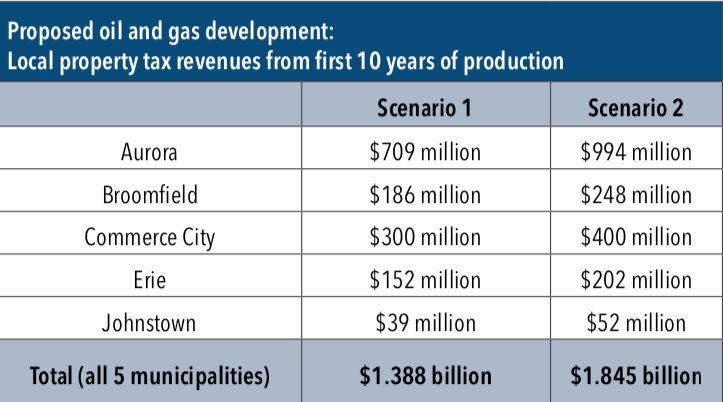 Proposed oil and gas development:
Local property tax revenues from first 10 years of production
Scenario 1 Scenario 2
Aurora $709 million $994 million
Broomfield $186 million $248 million
Commerce City $300 million $400 million
Erie $152 million $202 million
Johnstown $39 million $52 million
Total (all 5 municipalities) $1.388 billion $1.845 billion